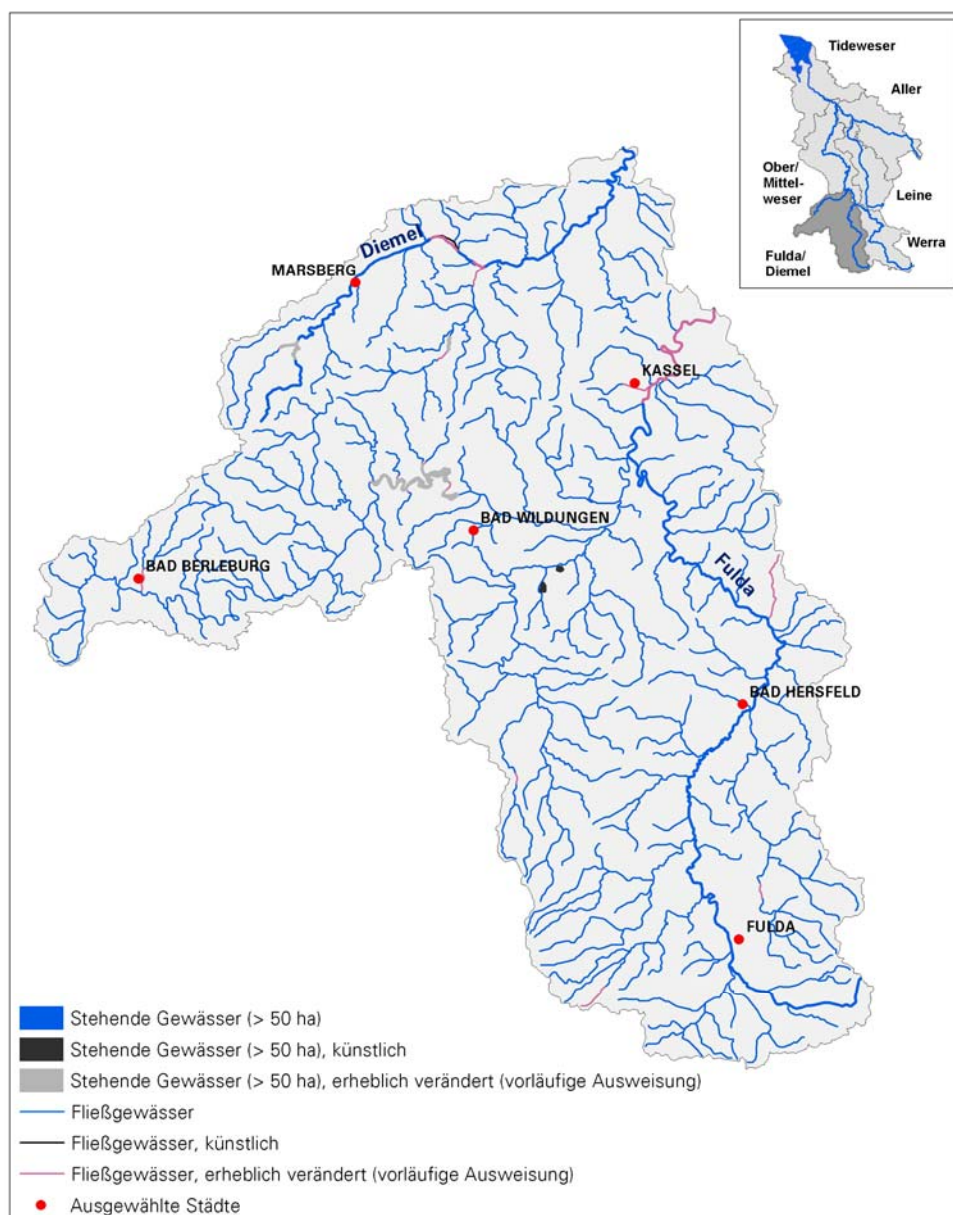 Tideweser
Aller
Ober/
Mittel-
weser
Leine
Werra
Fulda/
Diemel
Diemel
MARSBERG
KASSEL
BAD WILDUNGEN
BAD BERLEBURG
Fulda
BAD HERSFELD
FULDA
Stehende Gewässer (> 50 ha)
Stehende Gewässer (> 50 ha), künstlich
Stehende Gewässer (> 50 ha), erheblich verändert (vorläufige Ausweisung)
Fließgewässer
Fließgewässer, künstlich
Fließgewässer, erheblich verändert (vorläufige Ausweisung)
Ausgewählte Städte